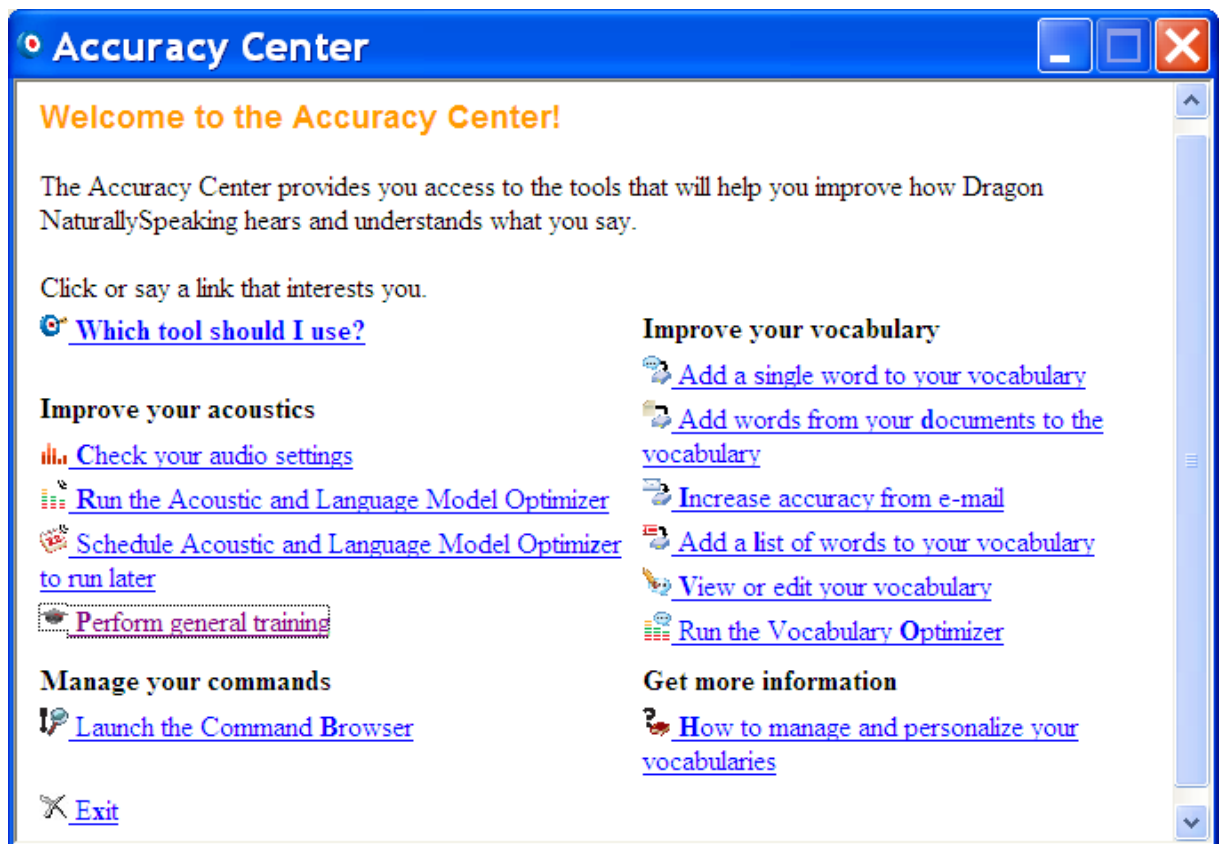 Accuracy Center
Welcome to the Accuracy Center!
The Accuracy Center provides you access to the tools that will help you improve how Dragon
NaturallySpeaking hears and understands what you say.
Click or say a link that interests you.
Which tool should I use?
Improve your acoustics
Check your audio settings
Run the Acoustic and Language Model Optimizer
Schedule Acoustic and Language Model Optimizer
to run later
Perform general training
Manage your commands
Launch the Command Browser
Exit
Improve your vocabulary
Add a single word to your vocabulary
Add words from your documents to the
vocabulary
Increase accuracy from e-mail
Add a list of words to your vocabulary
View or edit your vocabulary
Run the Vocabulary Optimizer
Get more information
How to manage and personalize your
vocabularies